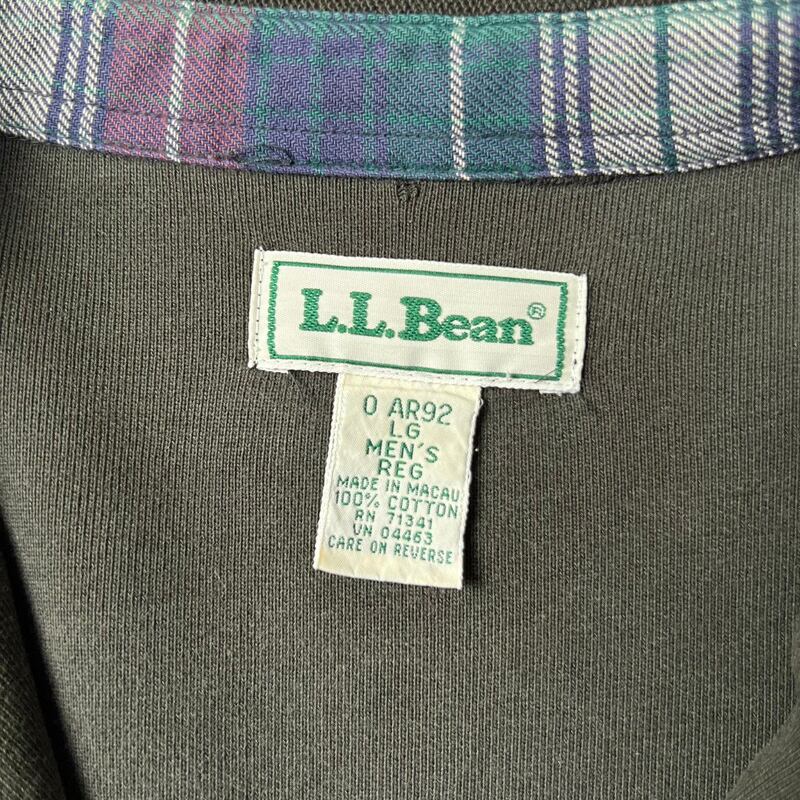 L.L.Bean®
0 AR92
LG
MEN'S
REG
MADE IN MACAU
100% COTTON
RN 71341
VN 04463
CARE ON REVERSE